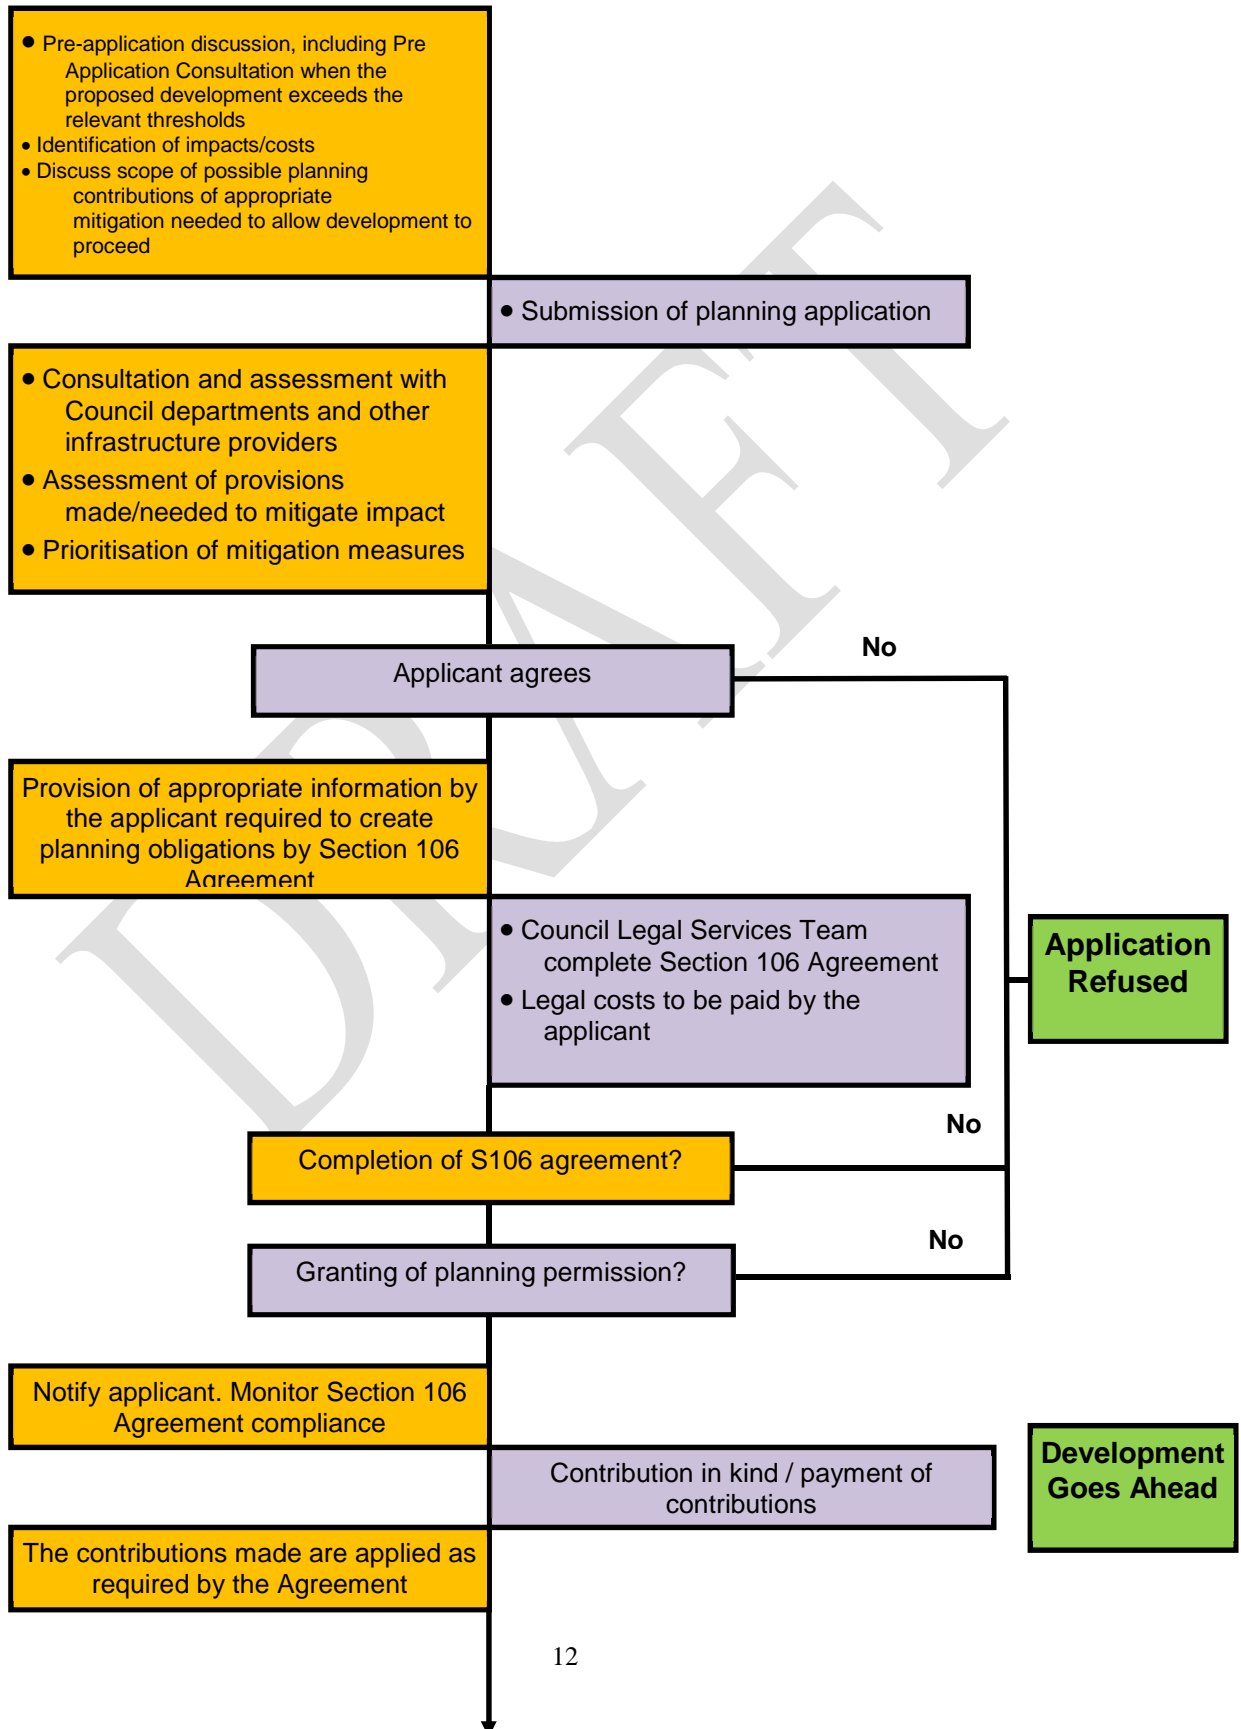 • Pre-application discussion, including Pre
Application Consultation when the
proposed development exceeds the
relevant thresholds
• Identification of impacts/costs
• Discuss scope of possible planning
contributions of appropriate
mitigation needed to allow development to
proceed
• Submission of planning application
• Consultation and assessment with
Council departments and other
infrastructure providers
• Assessment of provisions
made/needed to mitigate impact
• Prioritisation of mitigation measures
No
Applicant agrees
Provision of appropriate information by
the applicant required to create
planning obligations by Section 106
Agreement
• Council Legal Services Team
complete Section 106 Agreement
• Legal costs to be paid by the
applicant
Application
Refused
No
Completion of S106 agreement?
No
Granting of planning permission?
Notify applicant. Monitor Section 106
Agreement compliance
Contribution in kind / payment of
contributions
Development
Goes Ahead
The contributions made are applied as
required by the Agreement
12
DRAFT